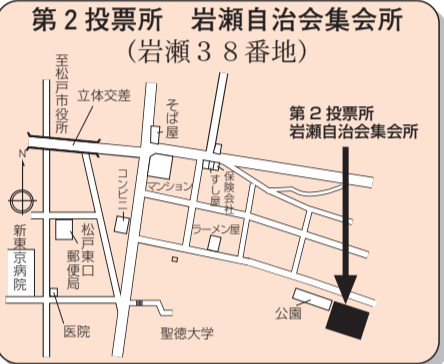 第2投票所　岩瀬自治会集会所
（岩瀬３８番地）
至松戸市役所
立体交差
そば屋
第２投票所
岩瀬自治会集会所
N
コンビニ
マンション
すし屋
保険会社
ラーメン屋
新東京病院
松戸東口
郵便局
公園
医院
聖徳大学